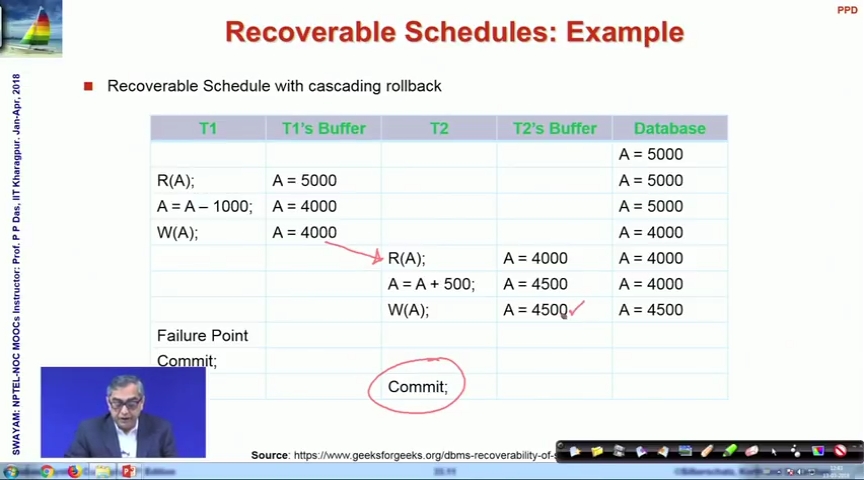 PPD
Recoverable Schedules: Example
SWAYAM: NPTEL-NOC MOOCs Instructor: Prof. P P Das, IIT Kharagpur. Jan-Apr, 2018
Recoverable Schedule with cascading rollback
T1 T1's Buffer T2 T2's Buffer Database
A = 5000
R(A); A = 5000 A = 5000
A = A – 1000; A = 4000 A = 5000
W(A); A = 4000 A = 4000
R(A); A = 4000 A = 4000
A = A + 500; A = 4500 A = 4000
W(A); A = 4500 A = 4500
Failure Point
Commit;
Commit;
Source: https://www.geeksforgeeks.org/dbms-recoverability-of-s
33.11